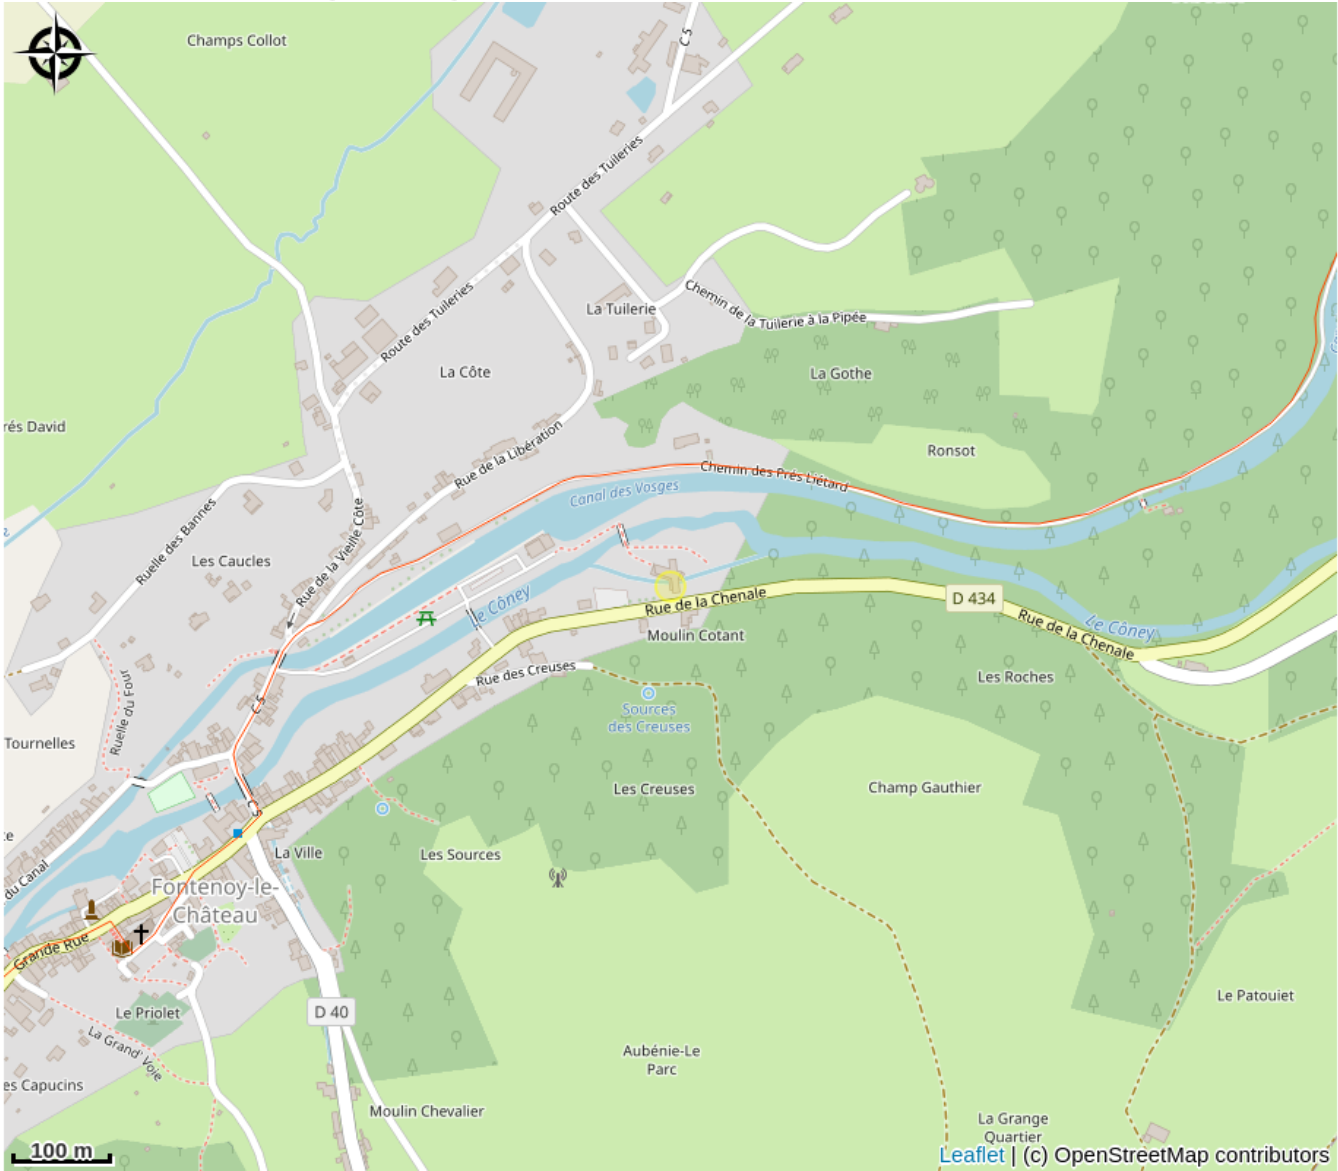 Champs Collot
C 5
Route des Tuileries
La Tuilerie
Chemin de la Tuilerie à la Pipée
Route des Tuileries
La Côte
La Gothe
rés David
Rue de la Libération
Ronsot
Chemin des Prés Liétard
Canal des Vosges
Ruelle des Bannes
Rue de la Vieille Côte
Les Caucles
Le Côney
Rue de la Chenale
D 434
Rue de la Chenale
Le Côney
Moulin Cotant
Rue des Creuses
Les Roches
Ruelle du Four
C 5
Sources
des Creuses
Tournelles
Les Creuses
Champ Gauthier
C 5
La Ville
Les Sources
du Canal
Fontenoy-le-
Château
Grande Rue
Le Priolet
D 40
Le Patouiet
La Grand' Voie
Aubénie-Le
Parc
es Capucins
Moulin Chevalier
La Grange
Quartier
100 m
Leaflet | (c) OpenStreetMap contributors